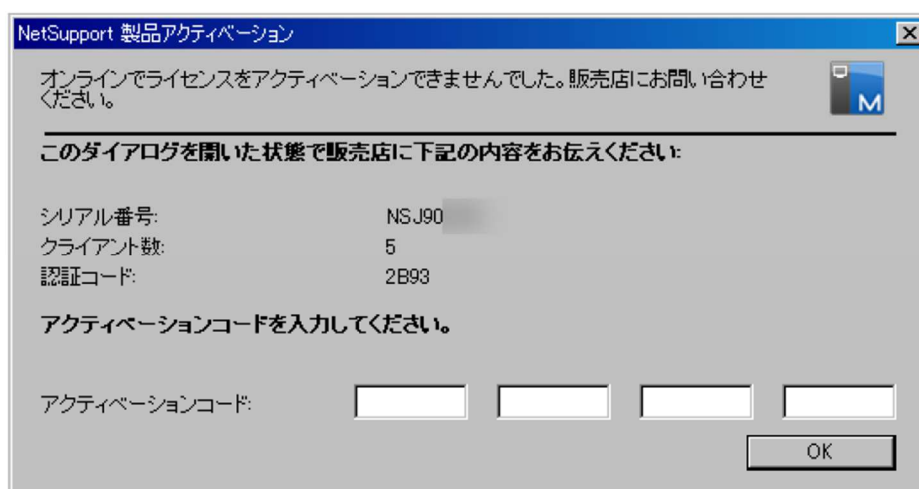 NetSupport 製品アクティベーション
オンラインでライセンスをアクティベーションできませんでした。販売店にお問い合わせ
ください。
M
このダイアログを開いた状態で販売店に下記の内容をお伝えください:
シリアル番号: NSJ90
クライアント数: 5
認証コード: 2B93
アクティベーションコードを入力してください。
アクティベーションコード:
OK